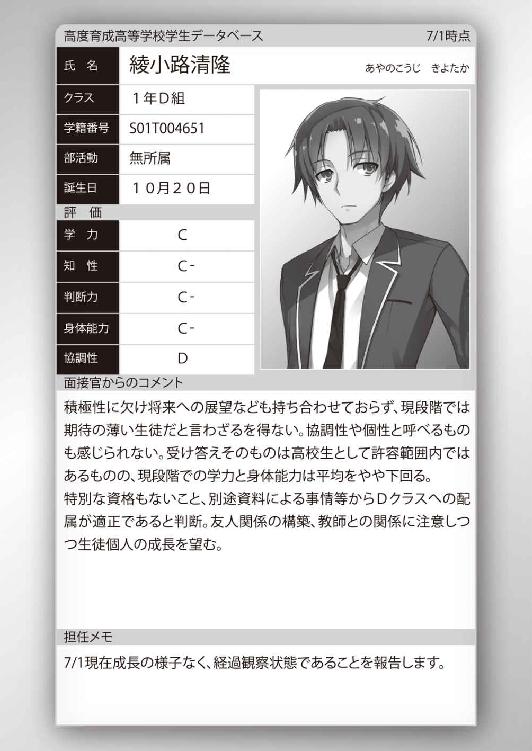 高度育成高等学校学生データベース 7/1時点
氏 名 綾小路清隆 あやのこうじ きよたか
クラス 1年D組
学籍番号 S01T004651
部活動 無所属
誕生日 10月20日
評 価
学 力 C
知 性 C-
判断力 C-
身体能力 C-
協調性 D
面接官からのコメント
積極性に欠け将来への展望なども持ち合わせておらず、現段階では
期待の薄い生徒だと言わざるを得ない。協調性や個性と呼べるもの
も感じられない。受け答えそのものは高校生として許容範囲内では
あるものの、現段階での学力と身体能力は平均をやや下回る。
特別な資格もないこと、別途資料による事情等からDクラスへの配
属が適正であると判断。友人関係の構築、教師との関係に注意しつ
つ生徒個人の成長を望む。
担任メモ
7/1現在成長の様子なく、経過観察状態であることを報告します。